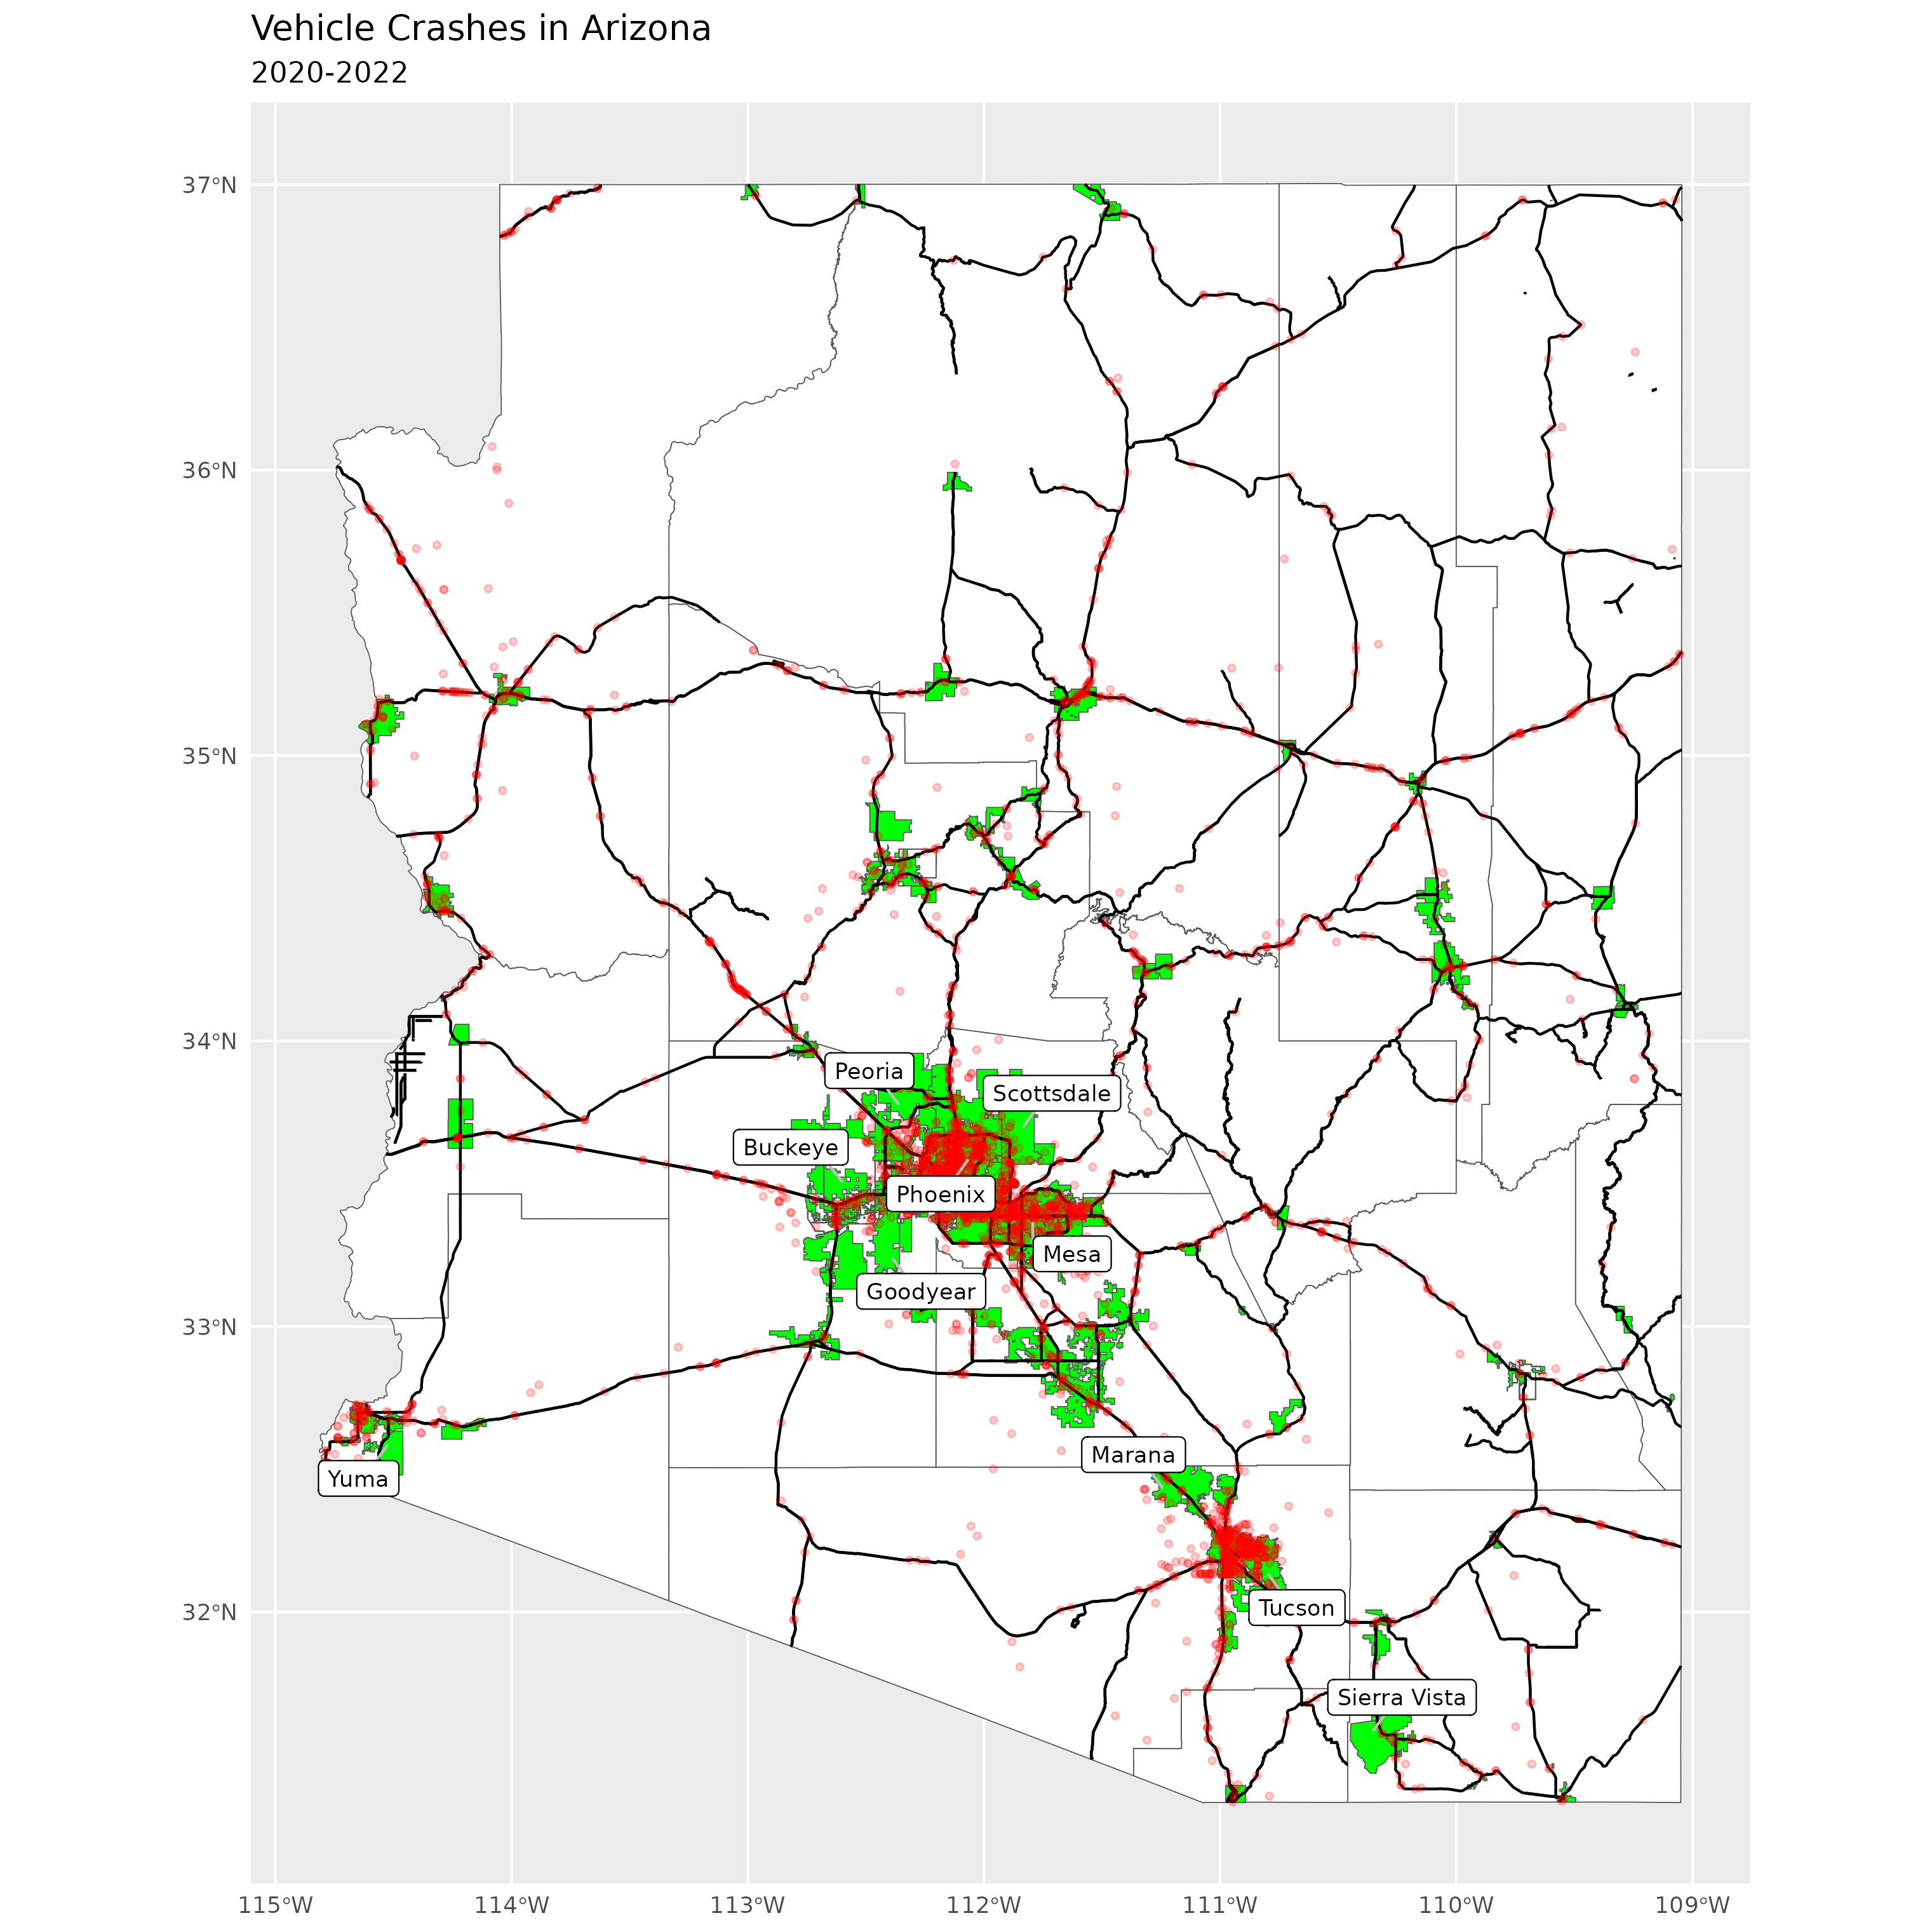 Vehicle Crashes in Arizona
2020-2022
37°N
36°N
35°N
34°N
33°N
32°N
Peoria
Scottsdale
Buckeye
Phoenix
Mesa
Goodyear
Marana
Yuma
Tucson
Sierra Vista
115°W 114°W 113°W 112°W 111°W 110°W 109°W